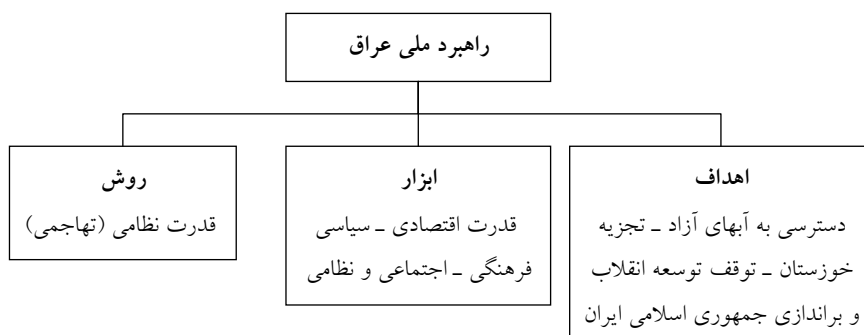 راهبرد ملی عراق
اهداف
دسترسی به آبهای آزاد ـ تجزیه
خوزستان ـ توقف توسعه انقلاب
و براندازی جمهوری اسلامی ایران
ابزار
قدرت اقتصادی ـ سیاسی
فرهنگی ـ اجتماعی و نظامی
روش
قدرت نظامی (تهاجمی)